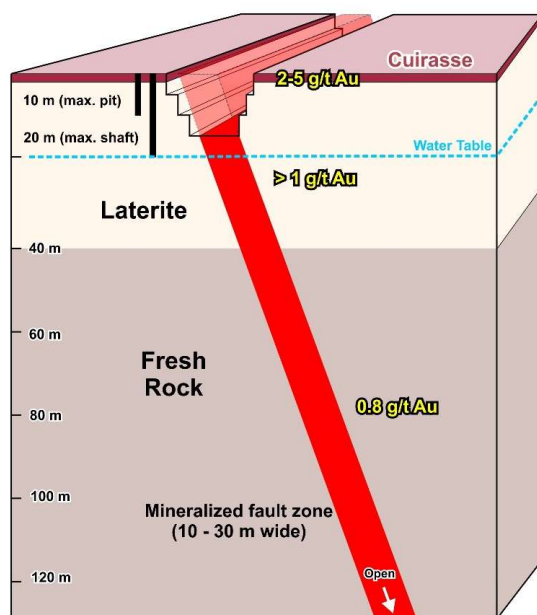 Cuirasse
2-5 g/t Au
10 m (max. pit)
20 m (max. shaft)
Water Table
> 1 g/t Au
Laterite
40 m
60 m
Fresh
Rock
80 m
0.8 g/t Au
100 m
Mineralized fault zone
(10 - 30 m wide)
Open
120 m